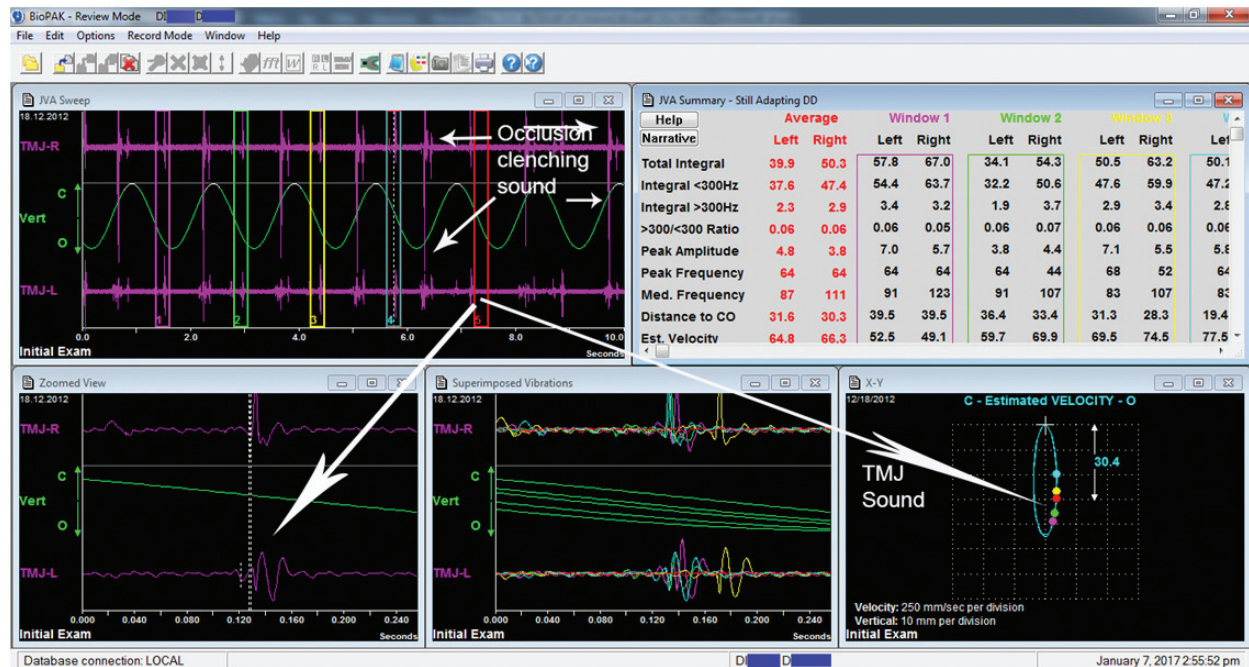 BioPAK - Review Mode DI D
File Edit Options Record Mode Window Help
fft W
JVA Sweep
18.12.2012
TMJ-R
C
Vert
O
TMJ-L
Occlusion
clenching
sound
1 2 3 4 5
0.0 2.0 4.0 6.0 8.0 10.0
Initial Exam Seconds
JVA Summary - Still Adapting DD
Help Average Window 1 Window 2 Window 3 W
Narrative Left Right Left Right Left Right Left Right Lef
Total Integral 39.9 50.3 57.8 67.0 34.1 54.3 50.5 63.2 50.1
Integral <300Hz 37.6 47.4 54.4 63.7 32.2 50.6 47.6 59.9 47.2
Integral >300Hz 2.3 2.9 3.4 3.2 1.9 3.7 2.9 3.4 2.8
>300/<300 Ratio 0.06 0.06 0.06 0.05 0.06 0.07 0.06 0.06 0.06
Peak Amplitude 4.8 3.8 7.0 5.7 3.8 4.4 7.1 5.5 5.8
Peak Frequency 64 64 64 64 64 44 68 52 64
Med. Frequency 87 111 91 123 91 107 83 107 83
Distance to CO 31.6 30.3 39.5 39.5 36.4 33.4 31.3 28.3 19.4
Est. Velocity 64.8 66.3 52.5 49.1 59.7 69.9 69.5 74.5 77.5
Zoomed View
18.12.2012
TMJ-R
C
Vert
O
TMJ-L
0.000 0.080 0.120 0.160 0.200 0.240
Seconds
Initial Exam
Superimposed Vibrations
18.12.2012
TMJ-R
C
Vert
O
TMJ-L
0.000 0.040 0.080 0.120 0.160 0.200 0.240
Seconds
Initial Exam
X-Y
12/18/2012
C - Estimated VELOCITY - O
30.4
TMJ
Sound
Velocity: 250 mm/sec per division
Vertical: 10 mm per division
Initial Exam
Database connection: LOCAL DI D January 7, 2017 2:55:52 pm